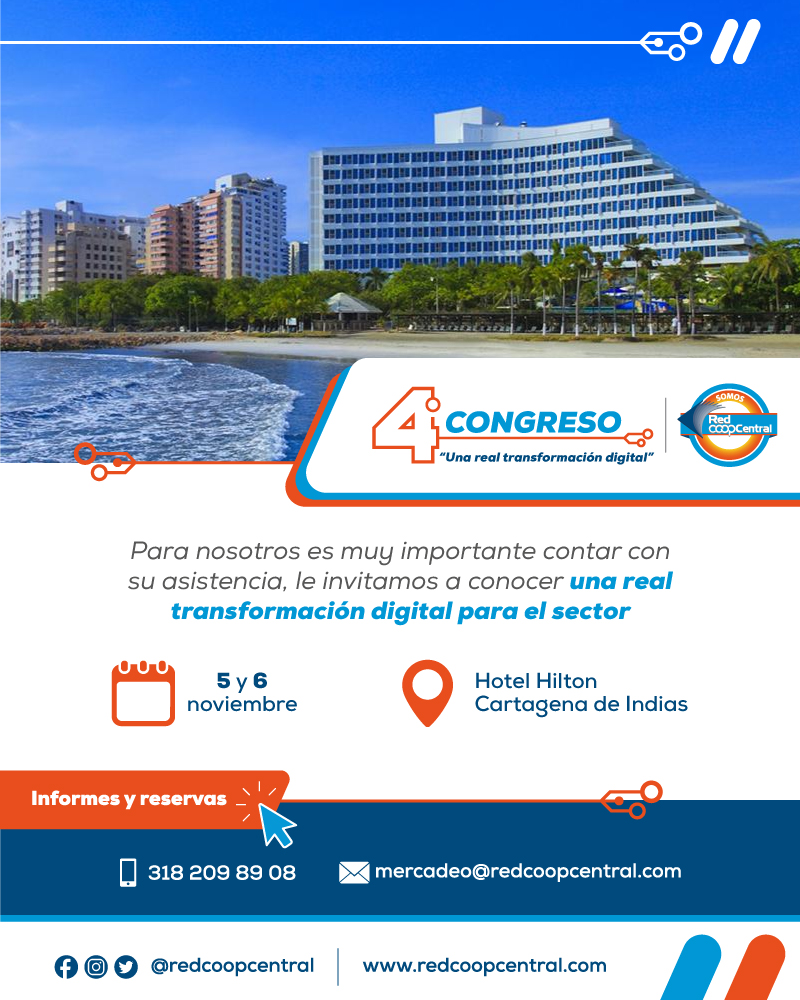 4 CONGRESO
“Una real transformación digital”
SOMOS
Red
coopCentral
Para nosotros es muy importante contar con
su asistencia, le invitamos a conocer una real
transformación digital para el sector
5 y 6
noviembre
Hotel Hilton
Cartagena de Indias
Informes y reservas
318 209 89 08
mercadeo@redcoopcentral.com
@redcoopcentral
www.redcoopcentral.com